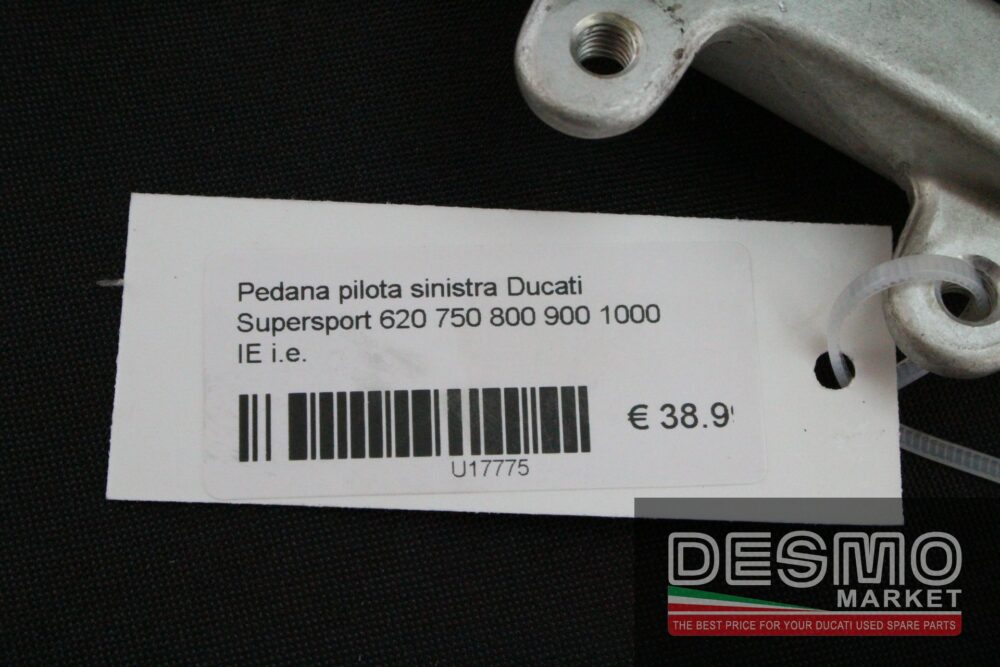 Pedana pilota sinistra Ducati
Supersport 620 750 800 900 1000
IE i.e.
€ 38.9
U17775
DESMO
MARKET
THE BEST PRICE FOR YOUR DUCATI USED SPARE PARTS